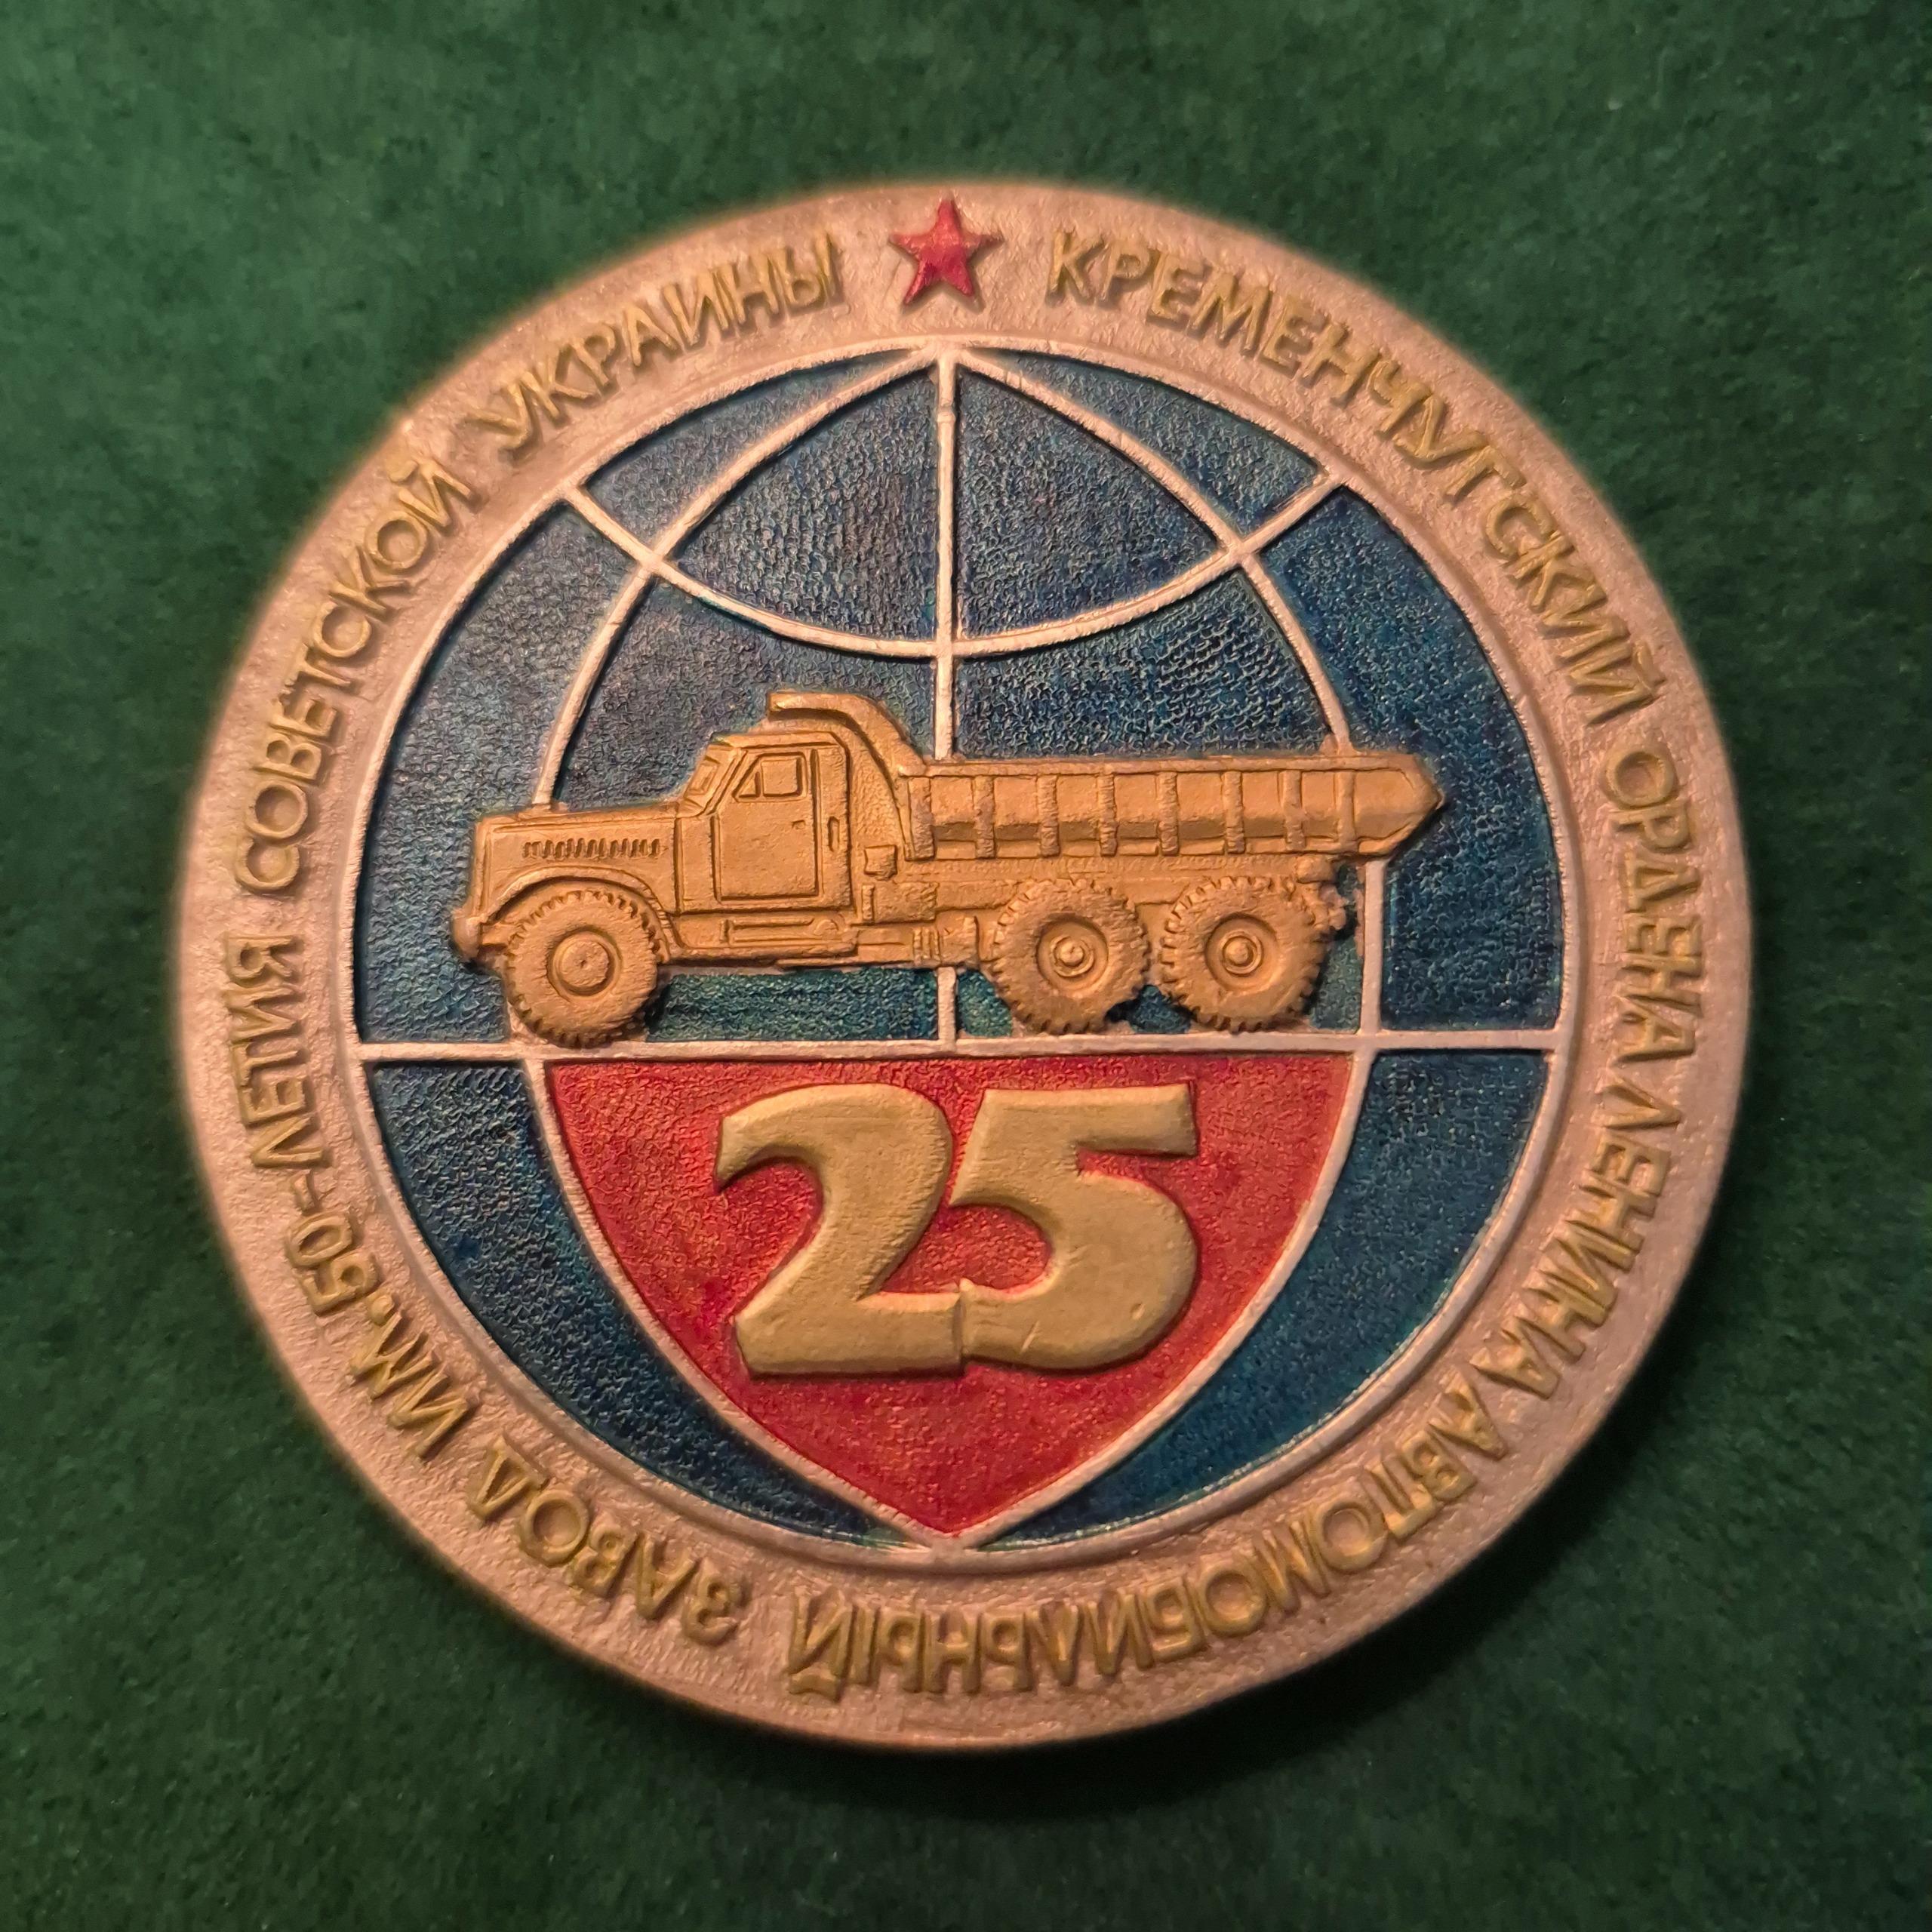 КРЕМЕНЧУГСКИЙ ОРДЕНА ЛЕНИНА АВТОМОБИЛЬНЫЙ ЗАВОД ИМ. 50-ЛЕТИЯ СОВЕТСКОЙ УКРАИНЫ
25